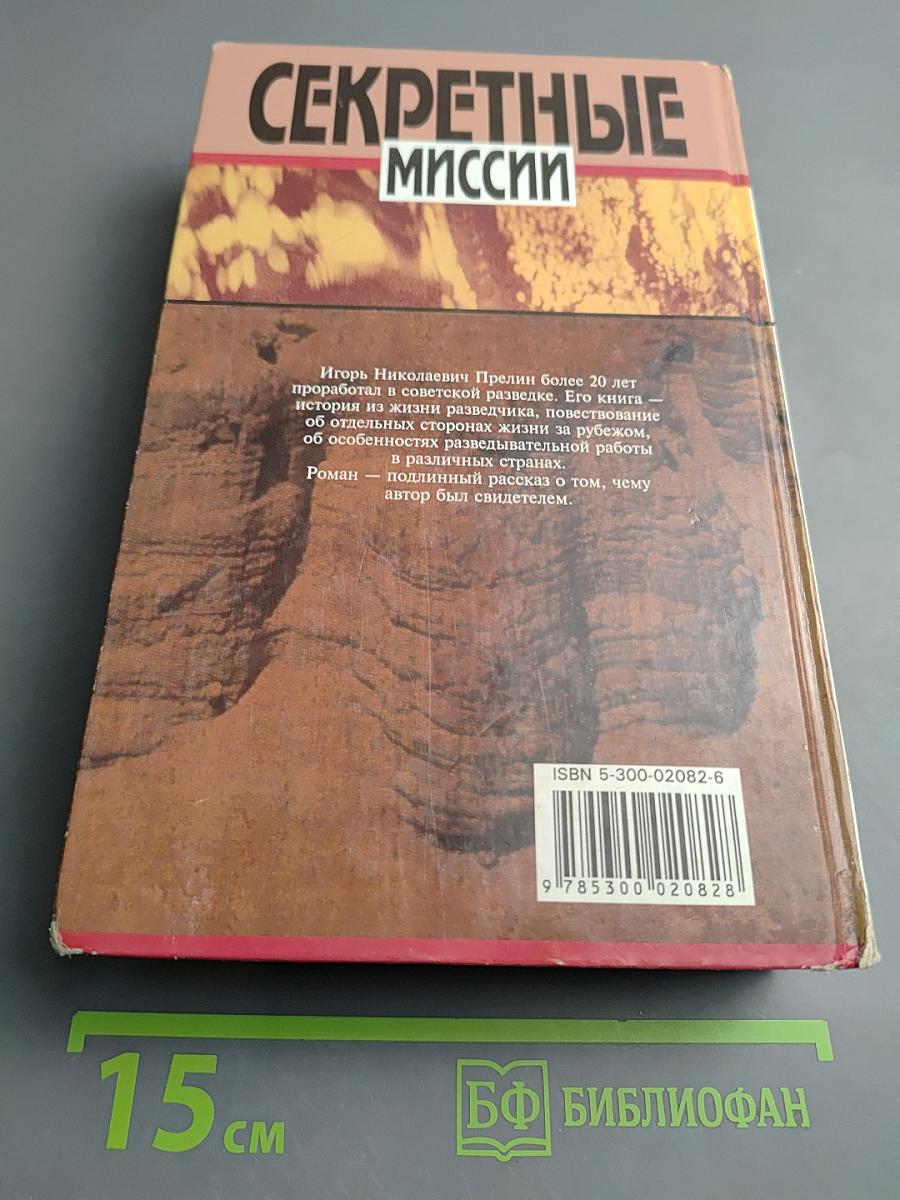 СЕКРЕТНЫЕ
МИССИИ
Игорь Николаевич Прелин более 20 лет
проработал в советской разведке. Его книга —
история из жизни разведчика, повествование
об отдельных сторонах жизни за рубежом,
об особенностях разведывательной работы
в различных странах.
Роман — подлинный рассказ о том, чему
автор был свидетелем.
ISBN 5-300-02082-6
9 785300 020828
15 см
БФ БИБЛИОФАН